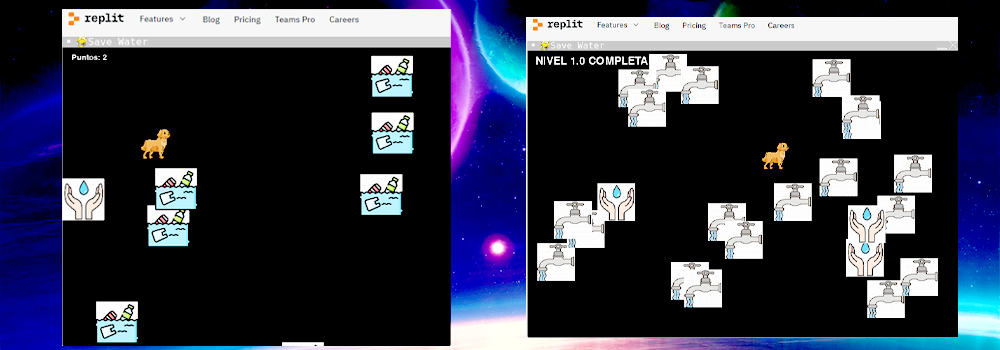 replit Features Blog Pricing Teams Pro Careers
Save Water
Puntos: 2
replit Features Blog Pricing Teams Pro Careers
Save Water
NIVEL 1.0 COMPLETA